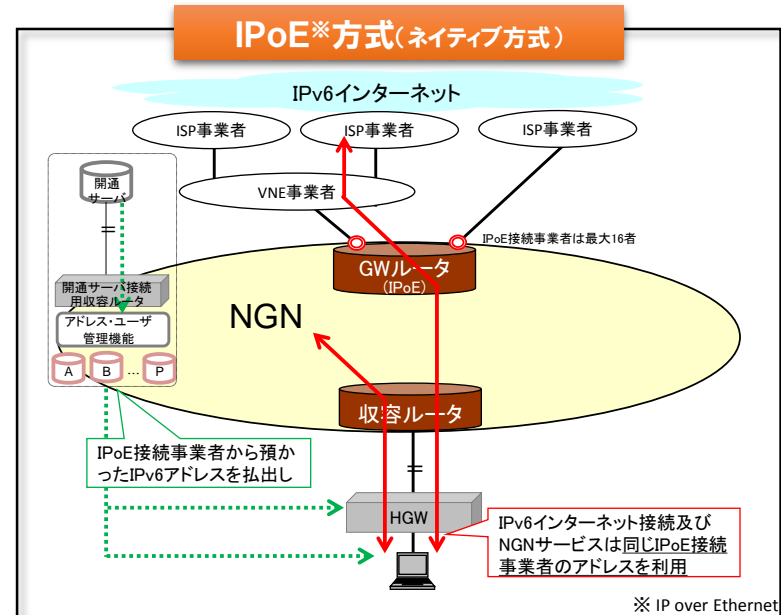 IPoE※方式(ネイティブ方式)
IPv6インターネット
ISP事業者
ISP事業者
ISP事業者
開通
サーバ
VNE事業者
IPoE接続事業者は最大16者
GWルータ
(IPoE)
開通サーバ接続
用収容ルータ
アドレス・ユーザ
管理機能
NGN
A
B
…
P
収容ルータ
IPoE接続事業者から預か
ったIPv6アドレスを払出し
HGW
IPv6インターネット接続及び
NGNサービスは同じIPoE接続
事業者のアドレスを利用
※ IP over Ethernet